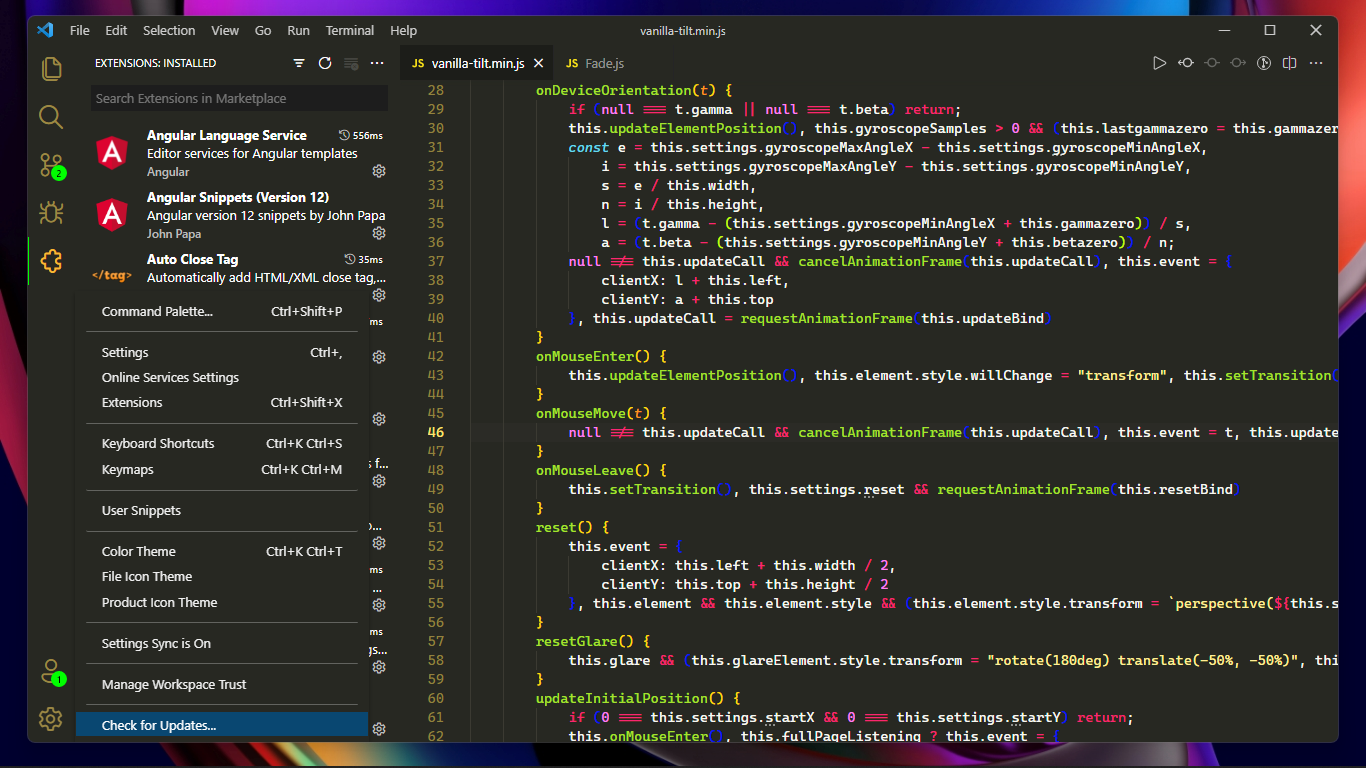 File Edit Selection View Go Run Terminal Help
vanilla-tilt.min.js
EXTENSIONS: INSTALLED
Search Extensions in Marketplace
Angular Language Service 556ms
Editor services for Angular templates
Angular
Angular Snippets (Version 12)
Angular version 12 snippets by John Papa
John Papa
Auto Close Tag 35ms
</tag>
Automatically add HTML/XML close tag,...
2
Command Palette... Ctrl+Shift+P
ms
Settings Ctrl+,
Online Services Settings
Extensions Ctrl+Shift+X
Keyboard Shortcuts Ctrl+K Ctrl+S
Keymaps Ctrl+K Ctrl+M
s f...
User Snippets
o...
Color Theme Ctrl+K Ctrl+T
ms
File Icon Theme
...
Product Icon Theme
ms
Settings Sync is On
gs...
Manage Workspace Trust
1
Check for Updates...
JS vanilla-tilt.min.js
JS Fade.js
28 onDeviceOrientation(t) {
29 if (null === t.gamma || null === t.beta) return;
30 this.updateElementPosition(), this.gyroscopeSamples > 0 && (this.lastgammazero = this.gammazer
31 const e = this.settings.gyroscopeMaxAngleX - this.settings.gyroscopeMinAngleX,
32 i = this.settings.gyroscopeMaxAngleY - this.settings.gyroscopeMinAngleY,
33 s = e / this.width,
34 n = i / this.height,
35 l = (t.gamma - (this.settings.gyroscopeMinAngleX + this.gammazero)) / s,
36 a = (t.beta - (this.settings.gyroscopeMinAngleY + this.betazero)) / n;
37 null !== this.updateCall && cancelAnimationFrame(this.updateCall), this.event = {
38 clientX: l + this.left,
39 clientY: a + this.top
40 }, this.updateCall = requestAnimationFrame(this.updateBind)
41 }
42 onMouseEnter() {
43 this.updateElementPosition(), this.element.style.willChange = "transform", this.setTransition(
44 }
45 onMouseMove(t) {
46 null !== this.updateCall && cancelAnimationFrame(this.updateCall), this.event = t, this.update
47 }
48 onMouseLeave() {
49 this.setTransition(), this.settings.reset && requestAnimationFrame(this.resetBind)
50 }
51 reset() {
52 this.event = {
53 clientX: this.left + this.width / 2,
54 clientY: this.top + this.height / 2
55 }, this.element && this.element.style && (this.element.style.transform = `perspective(${this.s
56 }
57 resetGlare() {
58 this.glare && (this.glareElement.style.transform = "rotate(180deg) translate(-50%, -50%)", thi
59 }
60 updateInitialPosition() {
61 if (0 === this.settings.startX && 0 === this.settings.startY) return;
62 this.onMouseEnter(), this.fullPageListening ? this.event = {